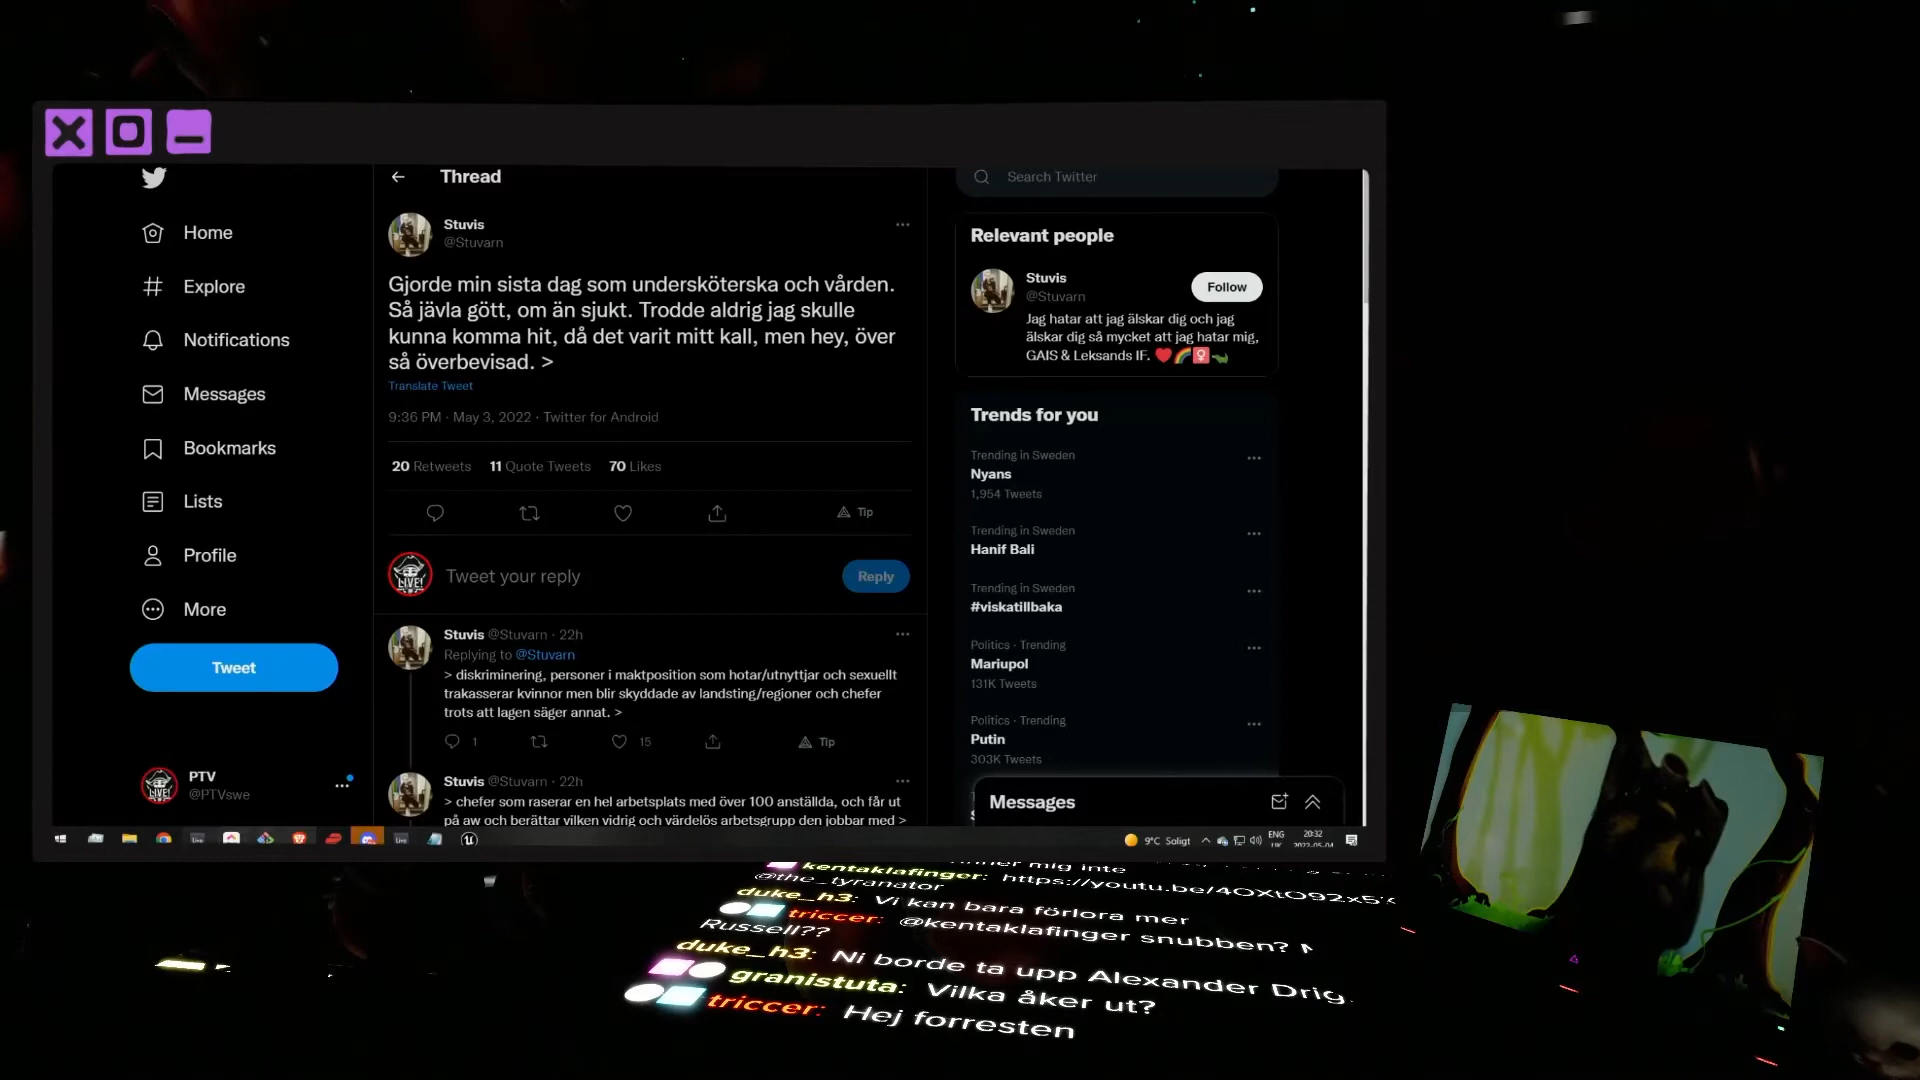 Thread
Search Twitter
Home
Explore
Notifications
Messages
Bookmarks
Lists
Profile
More
Tweet
PTV
@PTVswe
Stuvis
@Stuvarn
Gjorde min sista dag som undersköterska och vården.
Så jävla gött, om än sjukt. Trodde aldrig jag skulle
kunna komma hit, då det varit mitt kall, men hey, över
så överbevisad. >
Translate Tweet
9:36 PM · May 3, 2022 · Twitter for Android
20 Retweets 11 Quote Tweets 70 Likes
Tip
LIVE!
Tweet your reply
Reply
Stuvis @Stuvarn · 22h
Replying to @Stuvarn
> diskriminering, personer i maktposition som hotar/utnyttjar och sexuellt
trakasserar kvinnor men blir skyddade av landsting/regioner och chefer
trots att lagen säger annat. >
1 15 Tip
Stuvis @Stuvarn · 22h
> chefer som raserar en hel arbetsplats med över 100 anställda, och får ut
på aw och berättar vilken vidrig och värdelös arbetsgrupp den jobbar med >
Relevant people
Stuvis
@Stuvarn
Follow
Jag hatar att jag älskar dig och jag
älskar dig så mycket att jag hatar mig,
GAIS & Leksands IF.
Trends for you
Trending in Sweden
Nyans
1,954 Tweets
Trending in Sweden
Hanif Bali
Trending in Sweden
#viskatillbaka
Politics · Trending
Mariupol
131K Tweets
Politics · Trending
Putin
303K Tweets
Messages
9°C Soligt
ENG
UK
20:32
2022-05-04
mig inte
kentaklafinger: https://youtu.be/4OXtO92x5
@the_tyranator
duke_h3: Vi kan bara förlora mer
triccer: @kentaklafinger snubben?
Russell??
duke_h3: Ni borde ta upp Alexander Drig
granistuta: Vilka åker ut?
triccer: Hej forresten